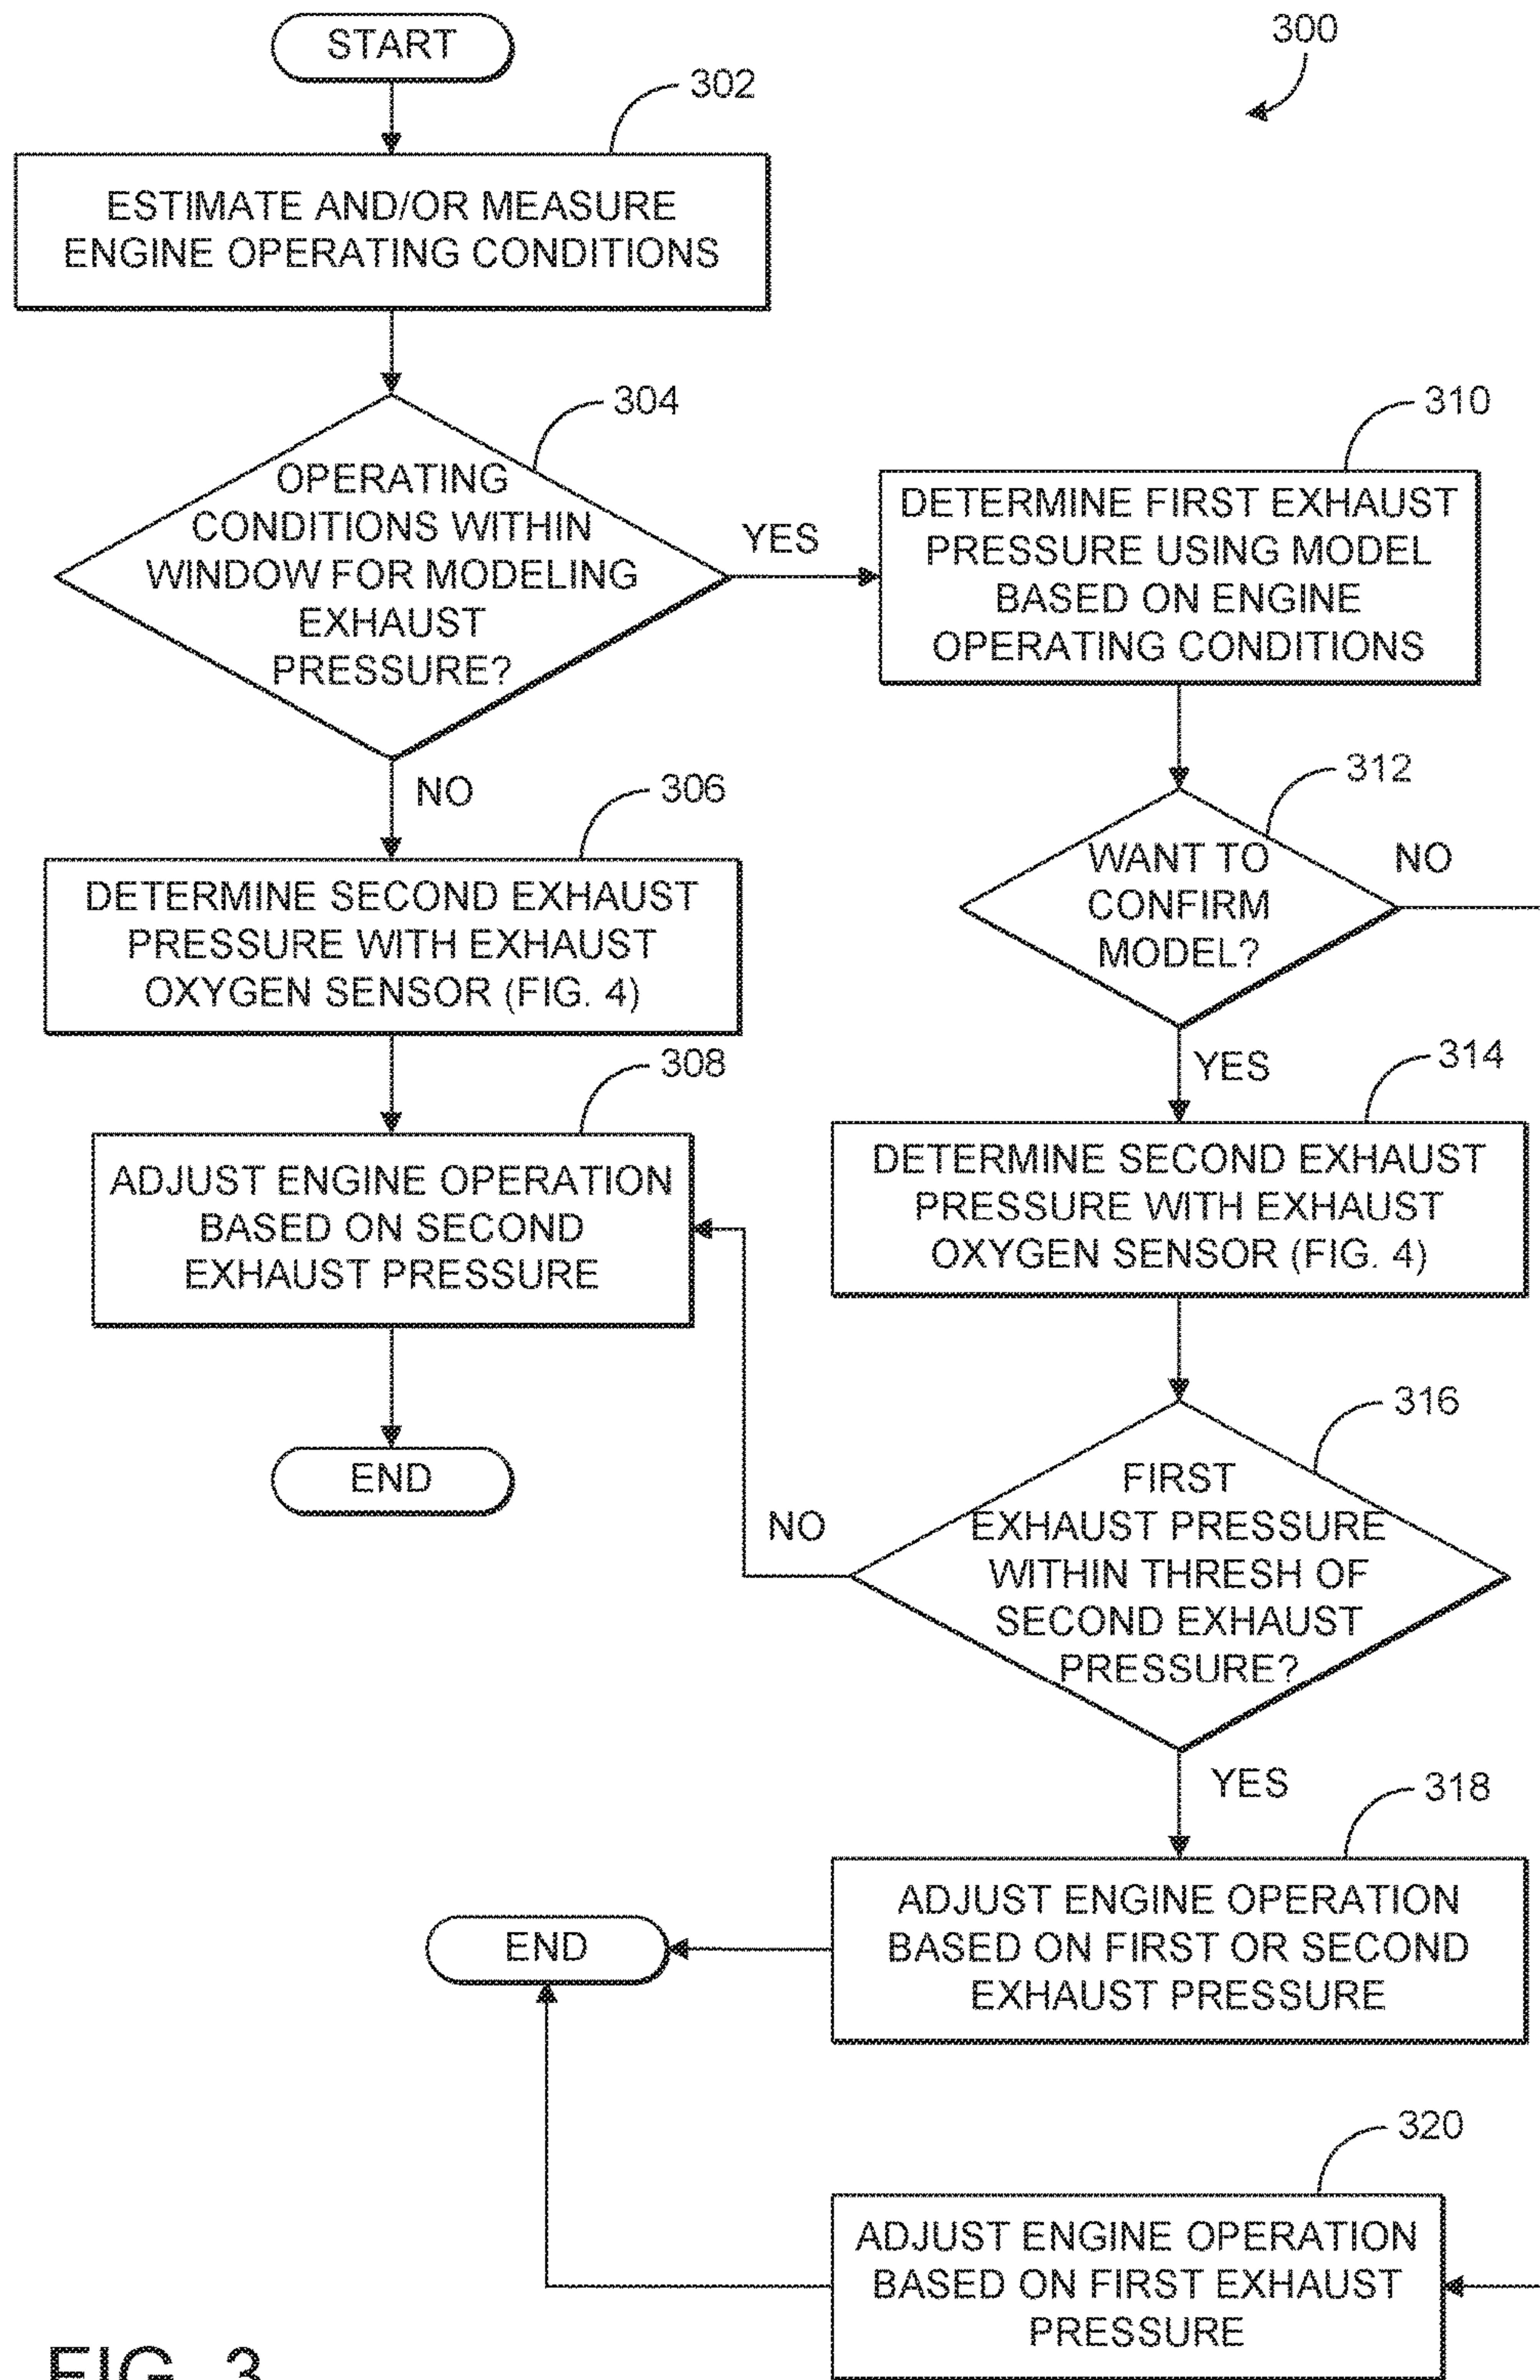 START
300
302
ESTIMATE AND/OR MEASURE
ENGINE OPERATING CONDITIONS
304
OPERATING
CONDITIONS WITHIN
WINDOW FOR MODELING
EXHAUST
PRESSURE?
YES
310
DETERMINE FIRST EXHAUST
PRESSURE USING MODEL
BASED ON ENGINE
OPERATING CONDITIONS
NO
306
DETERMINE SECOND EXHAUST
PRESSURE WITH EXHAUST
OXYGEN SENSOR (FIG. 4)
312
WANT TO
CONFIRM
MODEL?
NO
YES
308
ADJUST ENGINE OPERATION
BASED ON SECOND
EXHAUST PRESSURE
END
314
DETERMINE SECOND EXHAUST
PRESSURE WITH EXHAUST
OXYGEN SENSOR (FIG. 4)
316
FIRST
EXHAUST PRESSURE
WITHIN THRESH OF
SECOND EXHAUST
PRESSURE?
NO
YES
318
ADJUST ENGINE OPERATION
BASED ON FIRST OR SECOND
EXHAUST PRESSURE
END
320
ADJUST ENGINE OPERATION
BASED ON FIRST EXHAUST
PRESSURE
FIG. 3